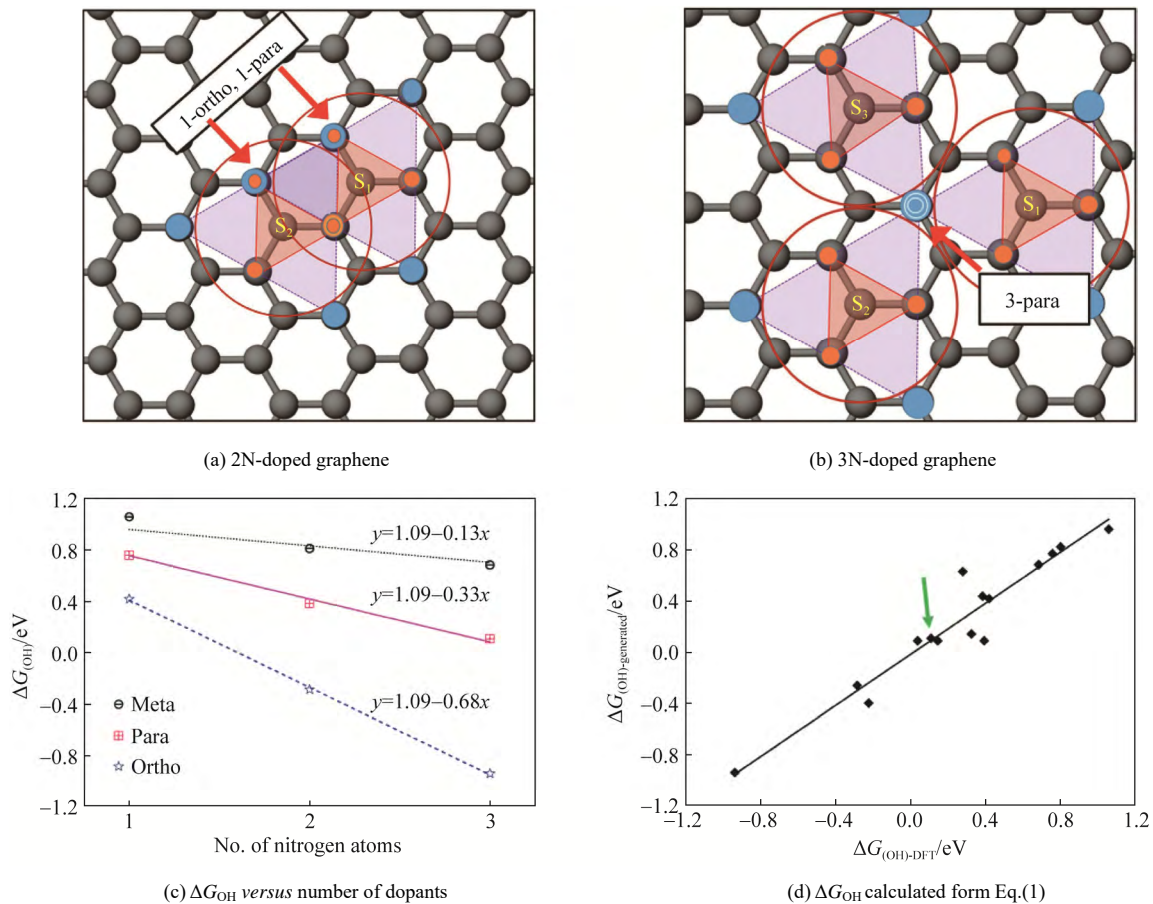 1-ortho, 1-para
S1
S2
(a) 2N-doped graphene
S3
S1
S2
3-para
(b) 3N-doped graphene
1.2
0.8
0.4
0.0
−0.4
−0.8
−1.2
ΔG(OH)/eV
y=1.09−0.13x
y=1.09−0.33x
y=1.09−0.68x
Meta
Para
Ortho
1 2 3
No. of nitrogen atoms
(c) ΔGOH versus number of dopants
1.2
0.8
0.4
0.0
−0.4
−0.8
−1.2
ΔG(OH)-generated/eV
−1.2 −0.8 −0.4 0.0 0.4 0.8 1.2
ΔG(OH)-DFT/eV
(d) ΔGOH calculated form Eq.(1)